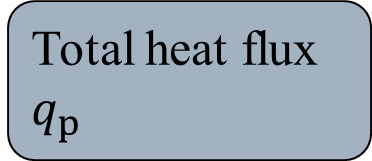 Total heat flux
qₚ